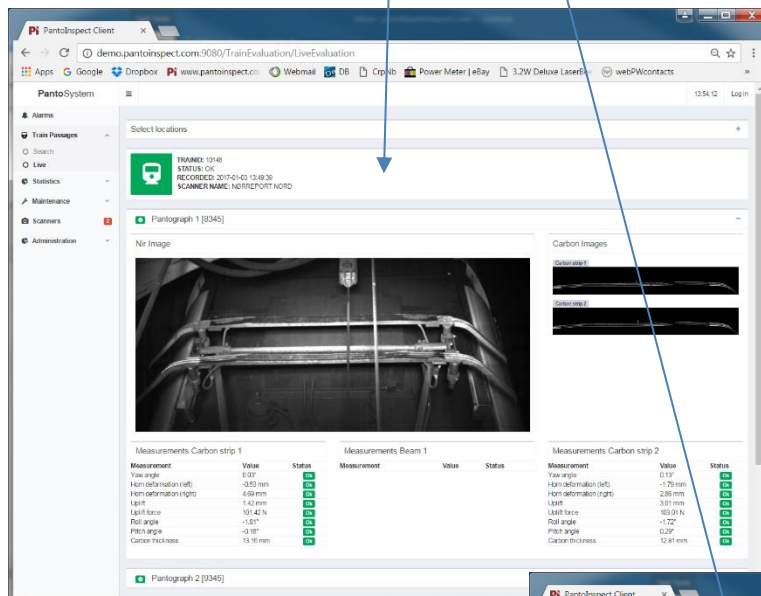 Pi PantoInspect Client ×
demo.pantoinspect.com:9080/TrainEvaluation/LiveEvaluation
Apps Google Dropbox Pi www.pantoinspect.co Webmail DB CrpNb Power Meter | eBay 3.2W Deluxe LaserB webPWcontacts »
PantoSystem 13:54:12 Log in
Alarms
Select locations +
Train Passages
Search
Live
Statistics
Maintenance
Scanners 2
Administration
TRAINID: 10148
STATUS: OK
RECORDED: 2017-01-03 13:49:39
SCANNER NAME: NØRREPORT NORD
Pantograph 1 [9345] −
Nir Image Carbon Images
Carbon strip 1
Carbon strip 2
Measurements Carbon strip 1
Measurement Value Status
Yaw angle 0.03° Ok
Horn deformation (left) -0.53 mm Ok
Horn deformation (right) 4.69 mm Ok
Uplift 1.42 mm Ok
Uplift force 101.42 N Ok
Roll angle -1.81° Ok
Pitch angle -0.18° Ok
Carbon thickness 13.16 mm Ok
Measurements Beam 1
Measurement Value Status
Measurements Carbon strip 2
Measurement Value Status
Yaw angle 0.13° Ok
Horn deformation (left) -1.79 mm Ok
Horn deformation (right) 2.86 mm Ok
Uplift 3.01 mm Ok
Uplift force 103.01 N Ok
Roll angle -1.72° Ok
Pitch angle 0.29° Ok
Carbon thickness 12.81 mm Ok
Pantograph 2 [9345]
Pi PantoInspect Client ×